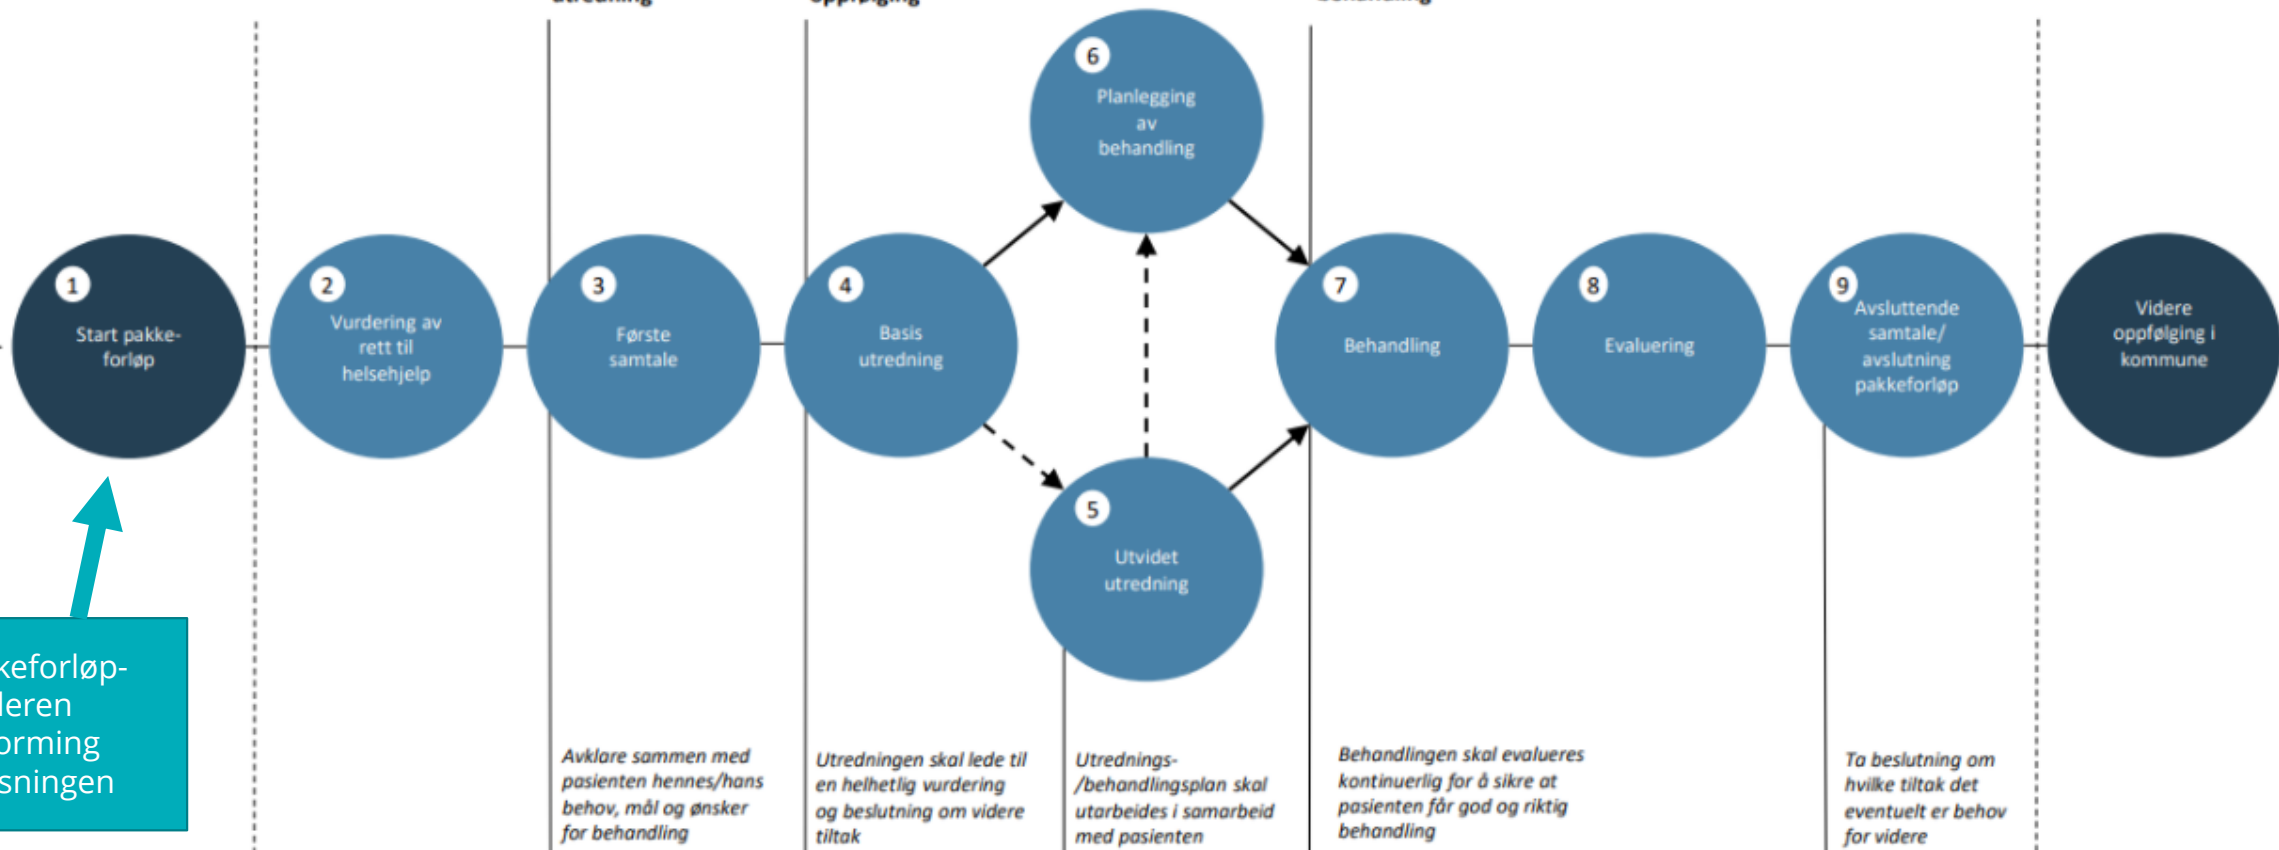 utredning
oppfølging
behandling
1
Start pakke-
forløp
2
Vurdering av
rett til
helsehjelp
3
Første
samtale
4
Basis
utredning
6
Planlegging
av
behandling
5
Utvidet
utredning
7
Behandling
8
Evaluering
9
Avsluttende
samtale/
avslutning
pakkeforløp
Videre
oppfølging i
kommune
keforløp-
leren
orming
sningen
Avklare sammen med
pasienten hennes/hans
behov, mål og ønsker
for behandling
Utredningen skal lede til
en helhetlig vurdering
og beslutning om videre
tiltak
Utrednings-
/behandlingsplan skal
utarbeides i samarbeid
med pasienten
Behandlingen skal evalueres
kontinuerlig for å sikre at
pasienten får god og riktig
behandling
Ta beslutning om
hvilke tiltak det
eventuelt er behov
for videre